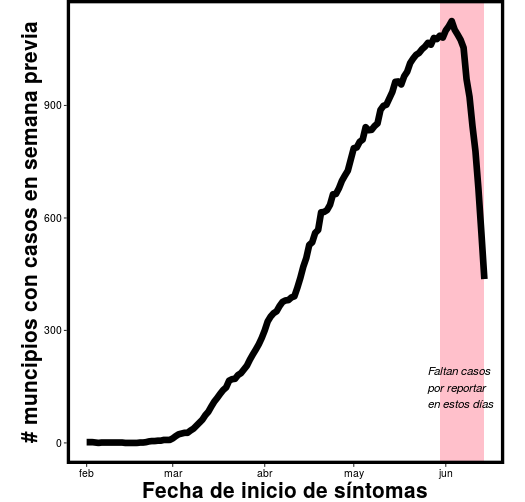 # muncipios con casos en semana previa
900
600
300
0
Faltan casos
por reportar
en estos días
feb mar abr may jun
Fecha de inicio de síntomas